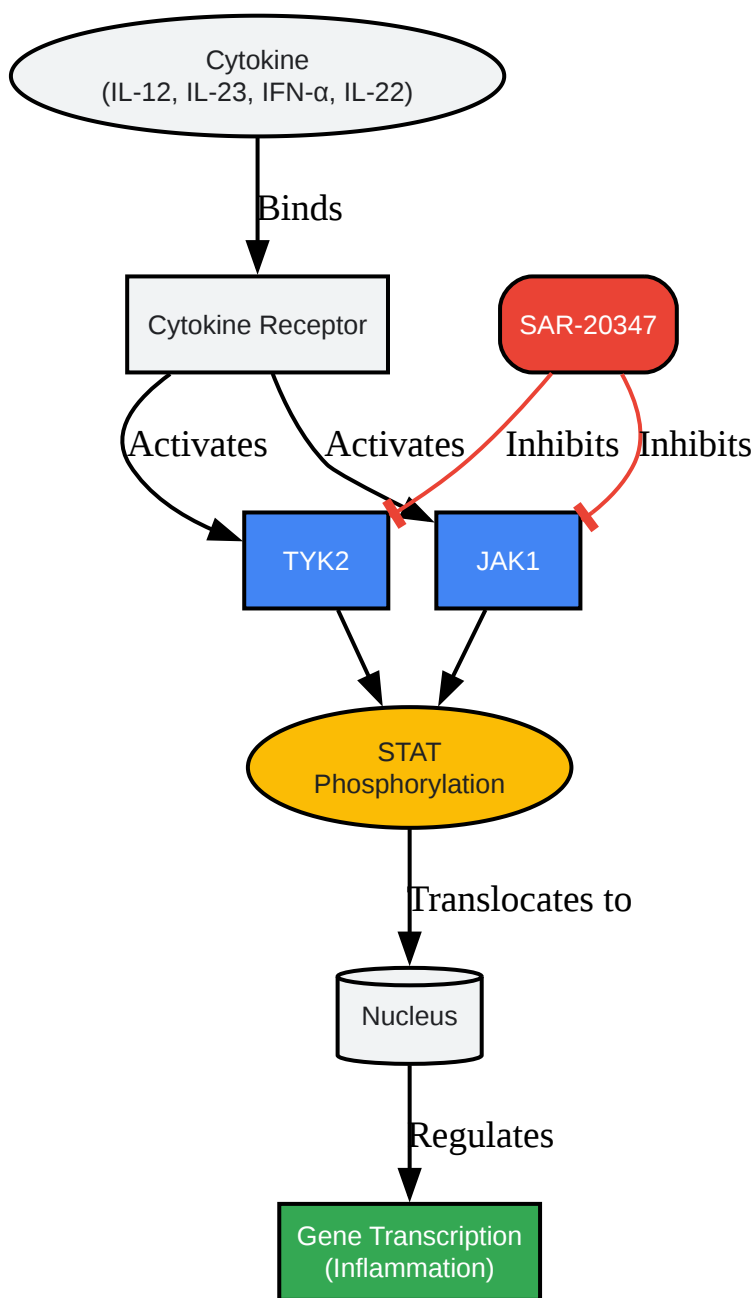 Cytokine
(IL-12, IL-23, IFN-α, IL-22)
Binds
Cytokine Receptor
SAR-20347
Activates
Activates
Inhibits
Inhibits
TYK2
JAK1
STAT
Phosphorylation
Translocates to
Nucleus
Regulates
Gene Transcription
(Inflammation)